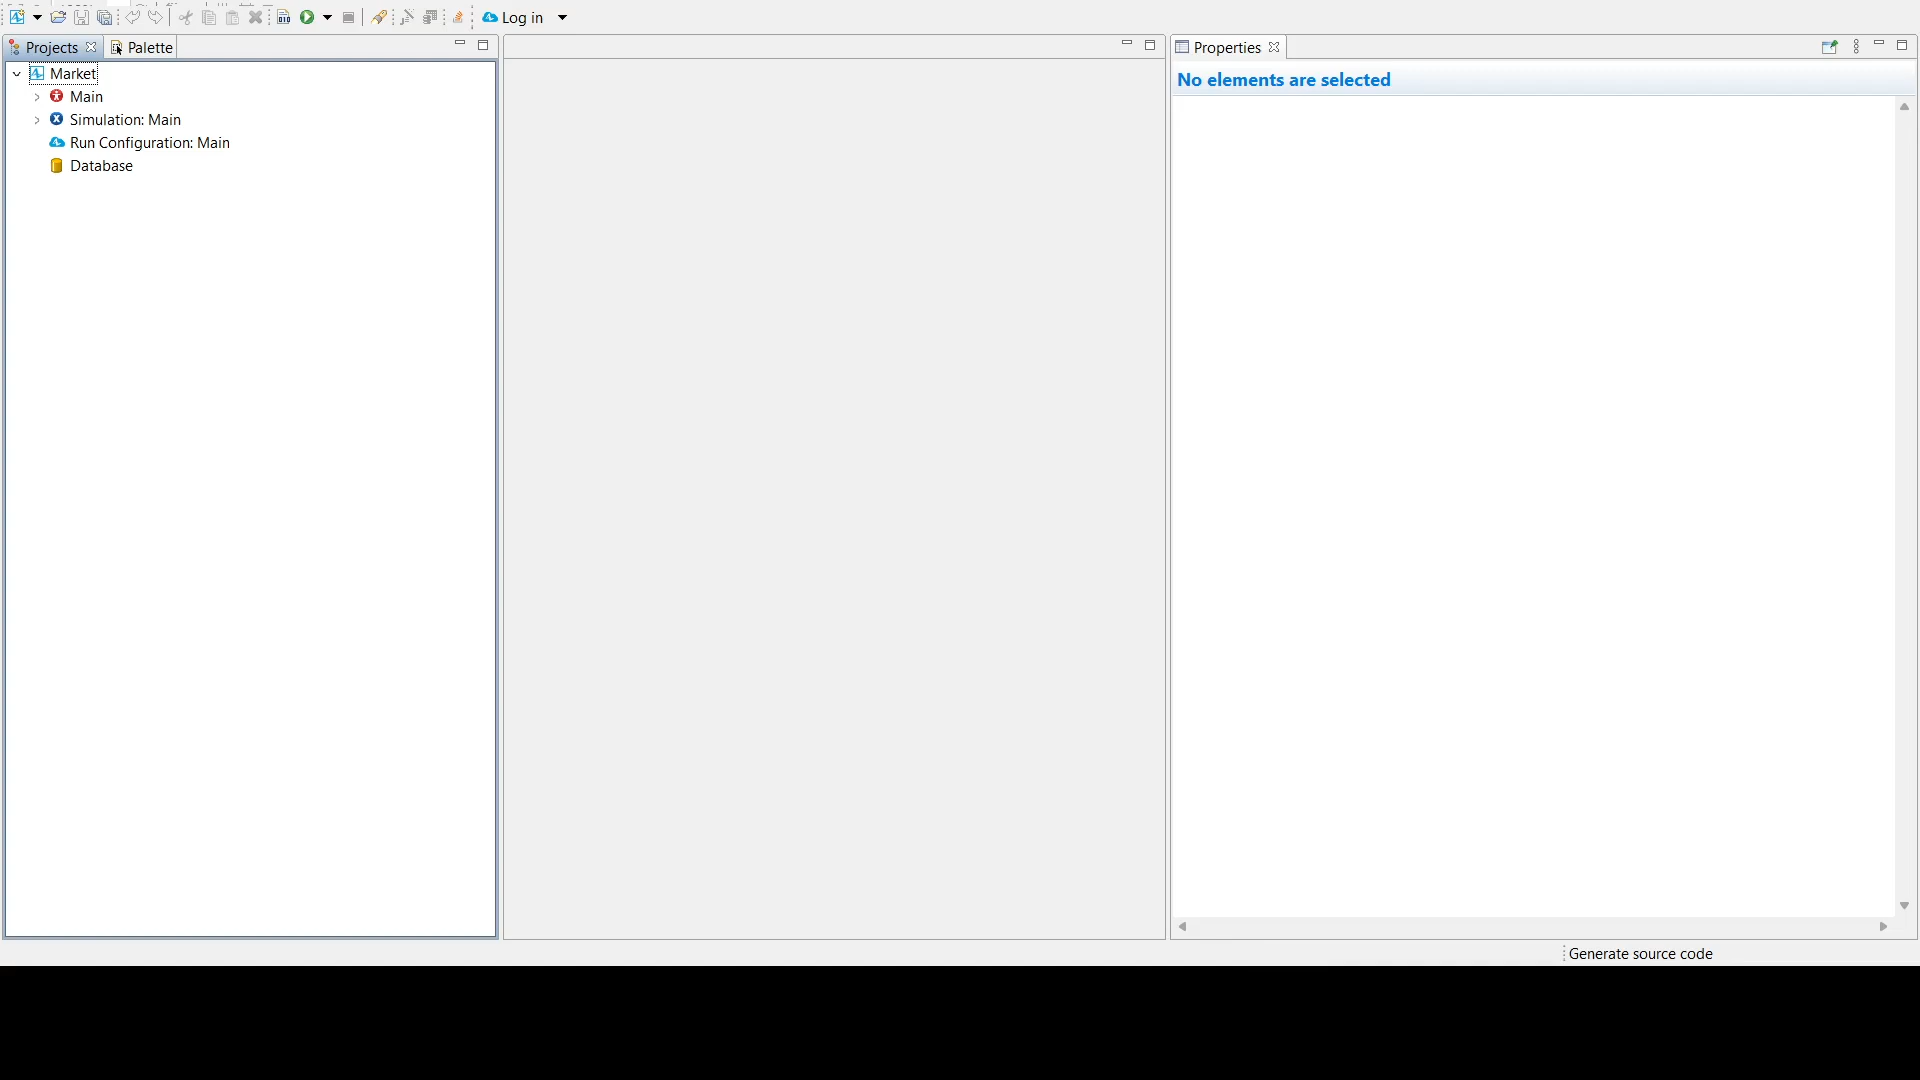 Log in
Projects
Palette
Properties
Market
No elements are selected
Main
Simulation: Main
Run Configuration: Main
Database
Generate source code